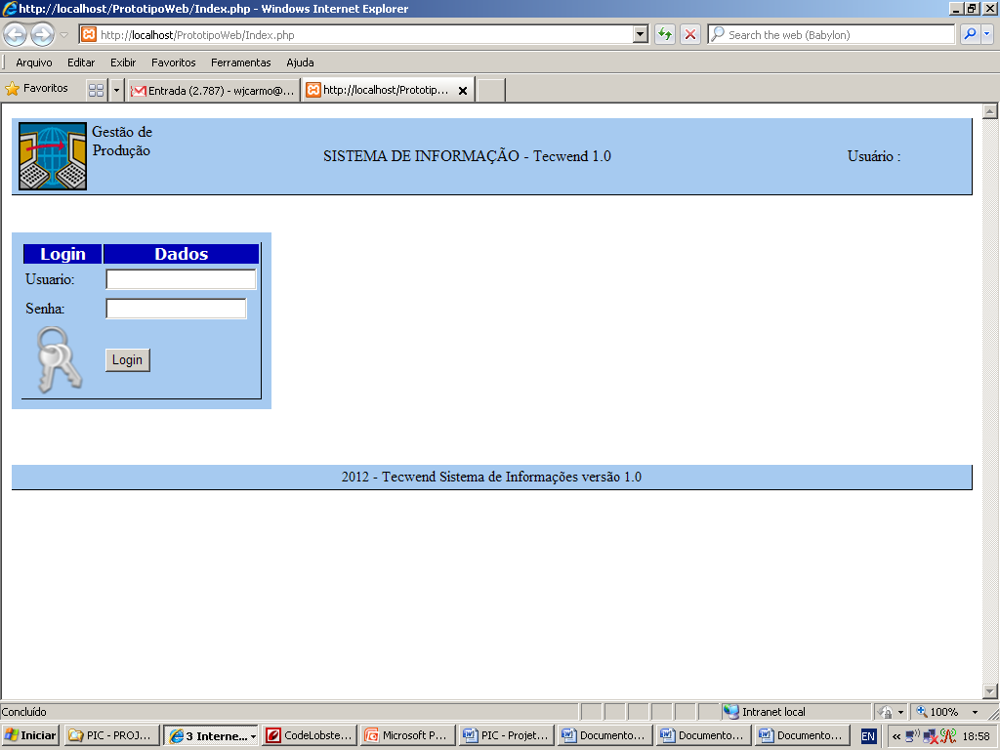 http://localhost/PrototipoWeb/Index.php - Windows Internet Explorer
http://localhost/PrototipoWeb/Index.php
Search the web (Babylon)
Arquivo Editar Exibir Favoritos Ferramentas Ajuda
Favoritos
Entrada (2.787) - wjcarmo@...
http://localhost/Prototip...
Gestão de
Produção
SISTEMA DE INFORMAÇÃO - Tecwend 1.0
Usuário :
Login Dados
Usuario:
Senha:
Login
2012 - Tecwend Sistema de Informações versão 1.0
Concluído
Intranet local
100%
Iniciar
PIC - PROJ...
3 Interne...
CodeLobste...
Microsoft P...
PIC - Projet...
Documento...
Documento...
Documento...
EN
18:58